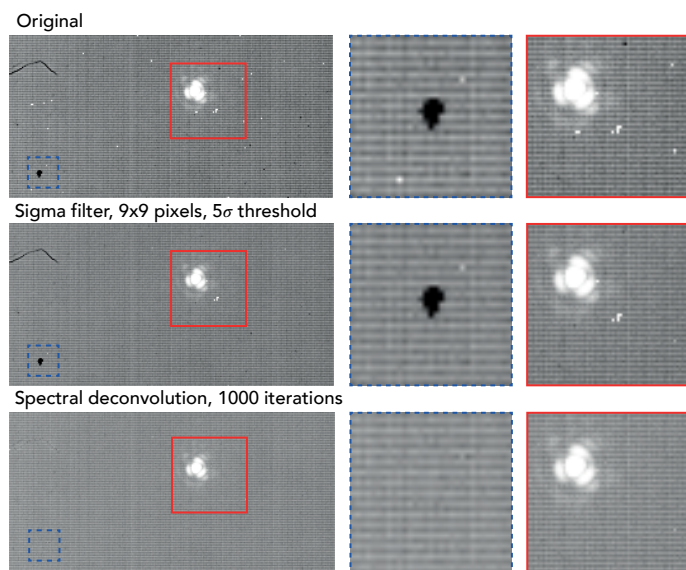 Original
Sigma filter, 9x9 pixels, 5σ threshold
Spectral deconvolution, 1000 iterations